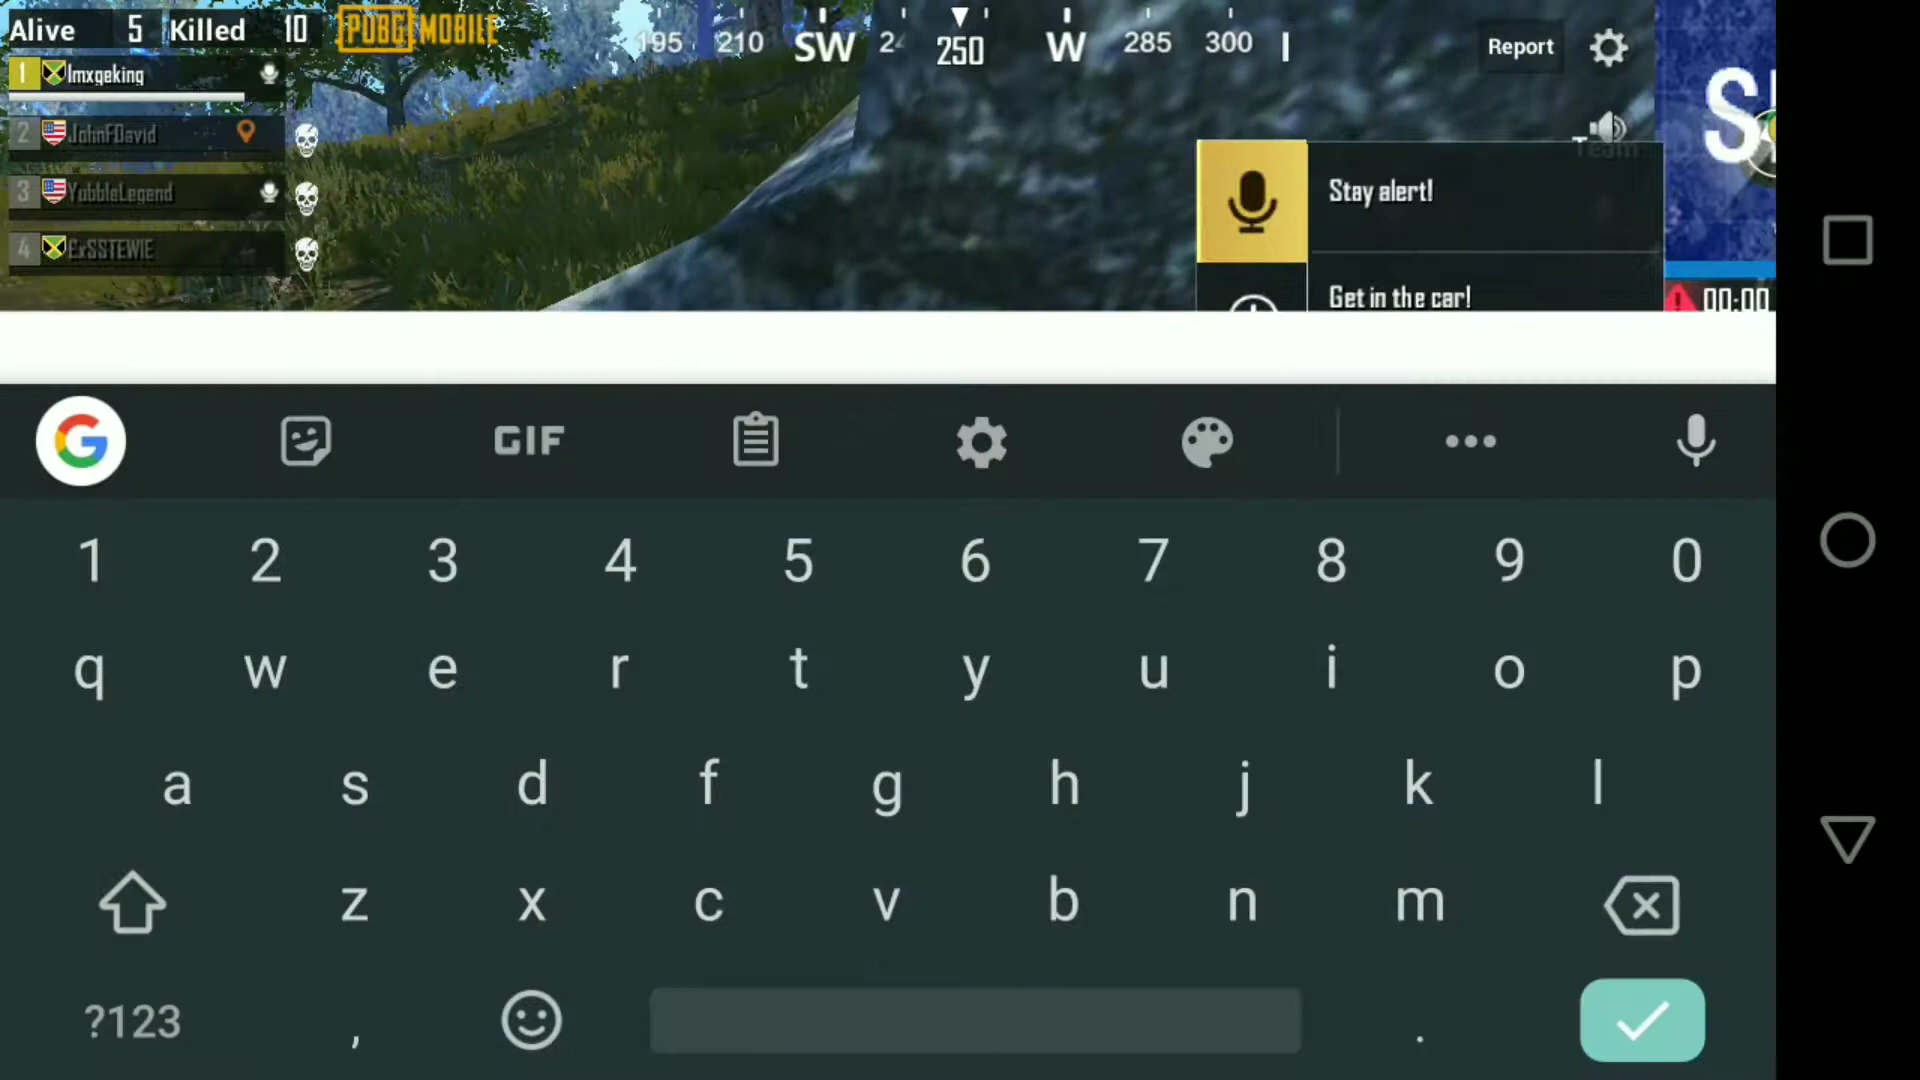 Alive 5 Killed 10 PUBG MOBILE
195 210 SW 250 W 285 300
Report
1 Imxgeking
2 JohnFDavid
3 YubbleLegend
4 ExSSTEWIE
Team
Stay alert!
Get in the car!
00:00
G GIF
1 2 3 4 5 6 7 8 9 0
q w e r t y u i o p
a s d f g h j k l
z x c v b n m
?123 , .